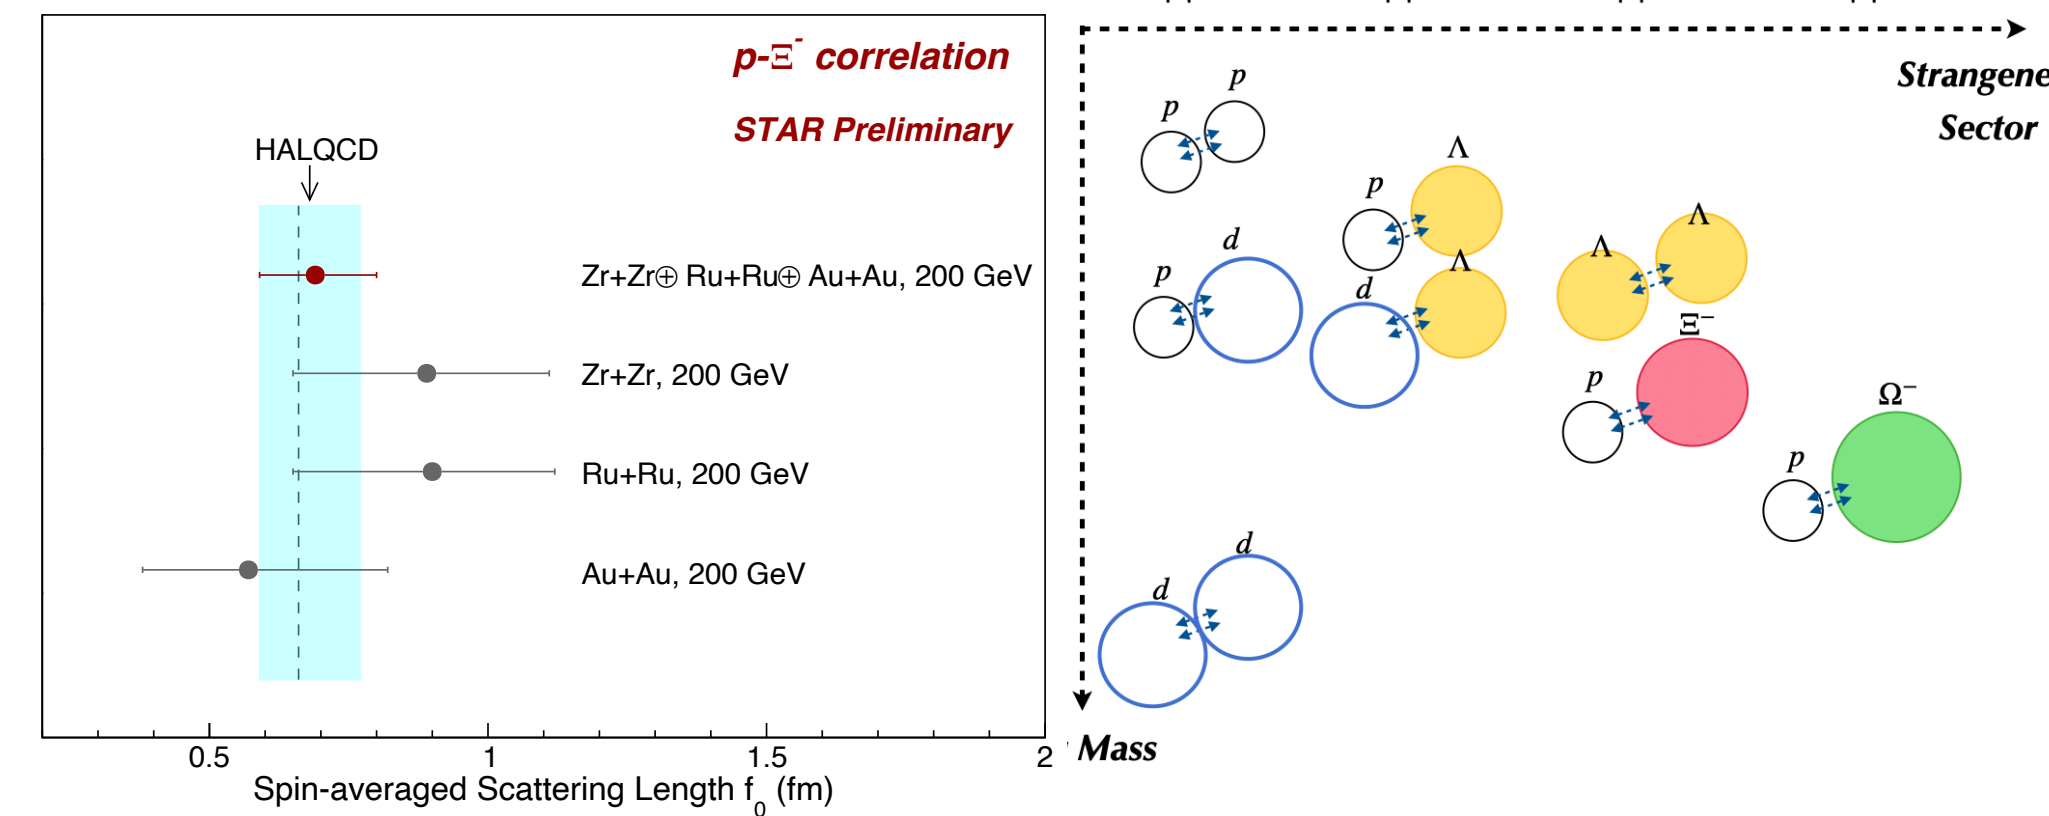 p-Ξ⁻ correlation
STAR Preliminary
HALQCD
Zr+Zr⊕ Ru+Ru⊕ Au+Au, 200 GeV
Zr+Zr, 200 GeV
Ru+Ru, 200 GeV
Au+Au, 200 GeV
0.5 1 1.5 2
Spin-averaged Scattering Length f₀ (fm)
Strangene
Sector
p p
p Λ
Λ Λ
p d
d Λ
p Ξ⁻
p Ω⁻
d d
Mass